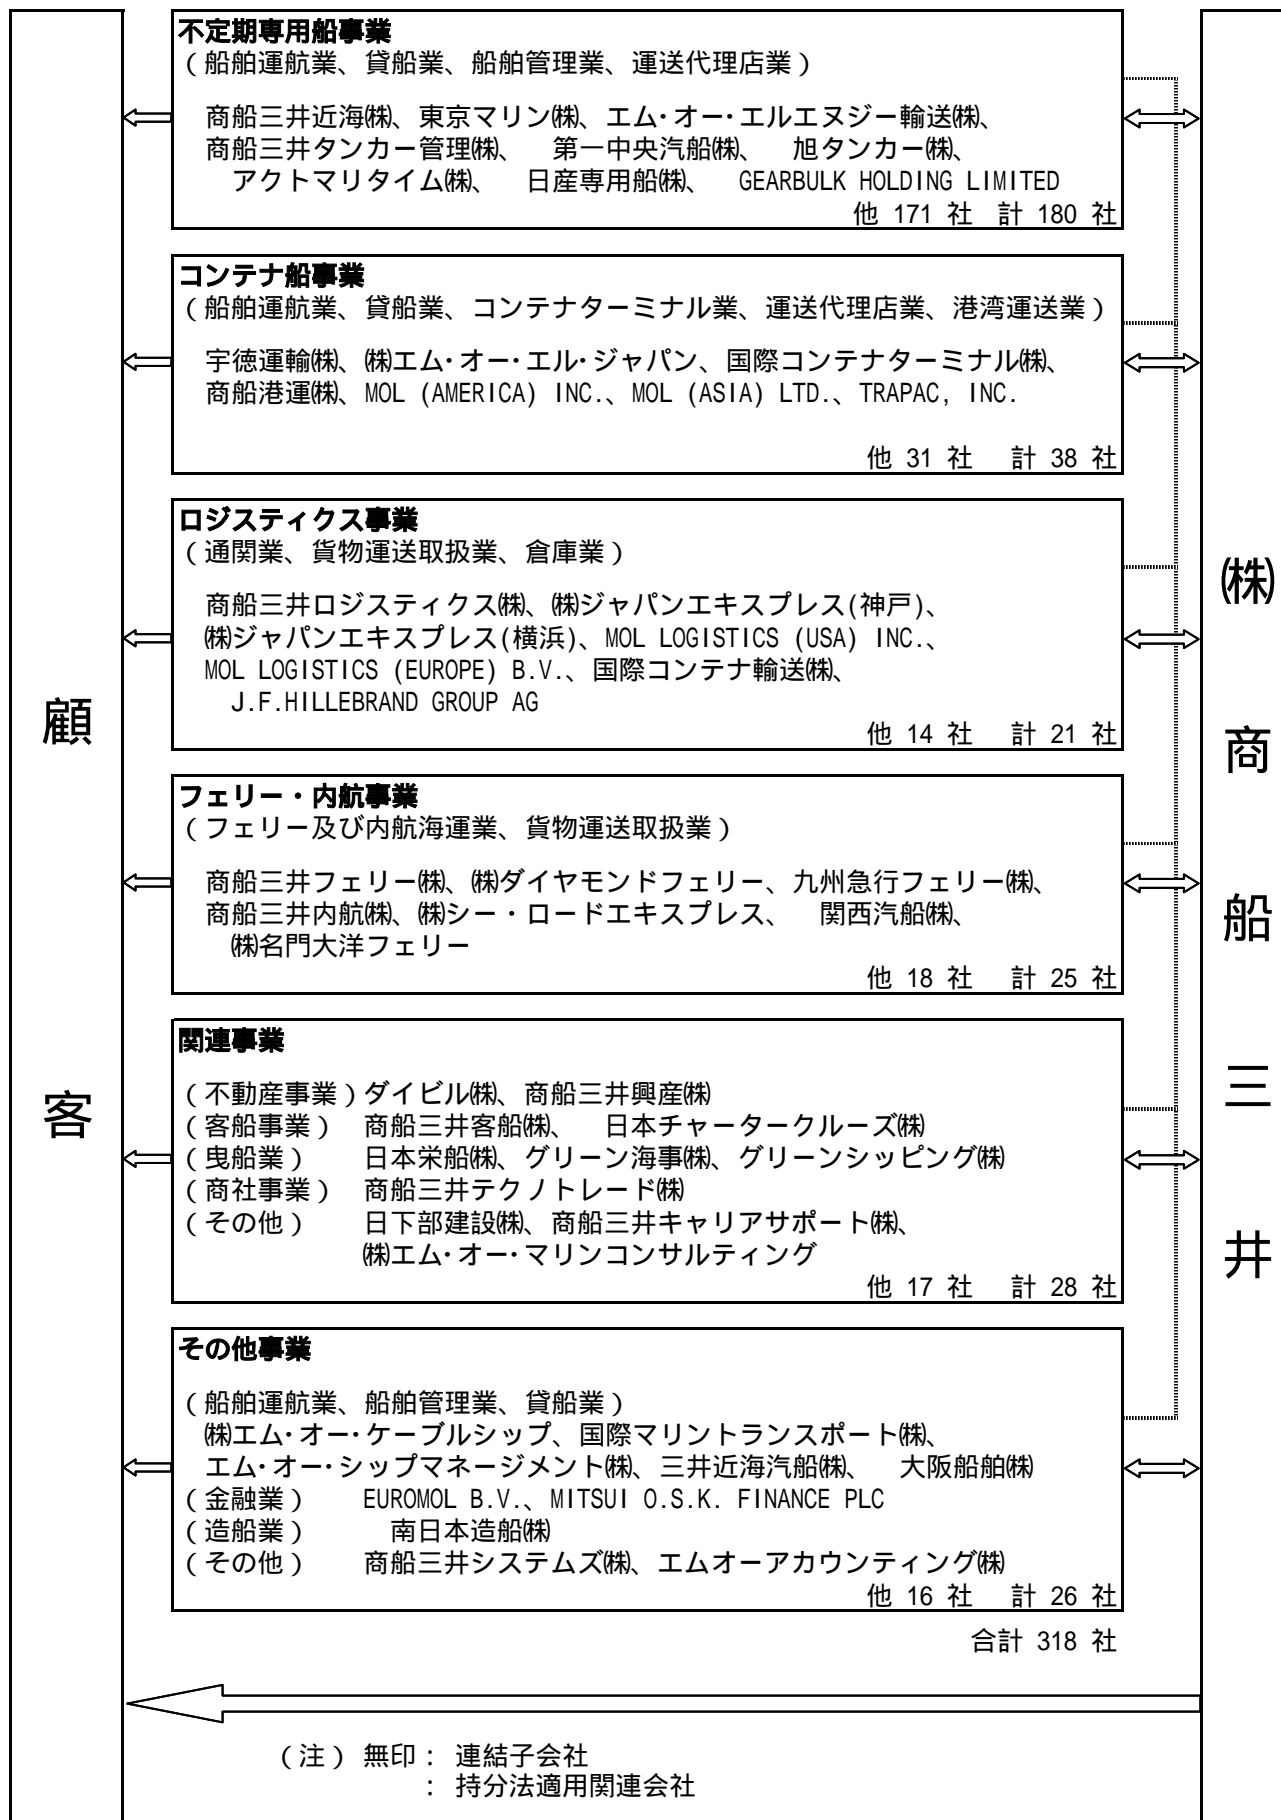 不定期専用船事業
(船舶運航業、貸船業、船舶管理業、運送代理店業)
商船三井近海㈱、東京マリン㈱、エム・オー・エルエヌジー輸送㈱、
商船三井タンカー管理㈱、 第一中央汽船㈱、 旭タンカー㈱、
アクトマリタイム㈱、 日産専用船㈱、 GEARBULK HOLDING LIMITED
他 171 社 計 180 社
コンテナ船事業
(船舶運航業、貸船業、コンテナターミナル業、運送代理店業、港湾運送業)
宇徳運輸㈱、㈱エム・オー・エル・ジャパン、国際コンテナターミナル㈱、
商船港運㈱、MOL (AMERICA) INC.、MOL (ASIA) LTD.、TRAPAC, INC.
他 31 社 計 38 社
ロジスティクス事業
(通関業、貨物運送取扱業、倉庫業)
商船三井ロジスティクス㈱、㈱ジャパンエキスプレス(神戸)、
㈱ジャパンエキスプレス(横浜)、MOL LOGISTICS (USA) INC.、
MOL LOGISTICS (EUROPE) B.V.、国際コンテナ輸送㈱、
J.F.HILLEBRAND GROUP AG
他 14 社 計 21 社
フェリー・内航事業
(フェリー及び内航海運業、貨物運送取扱業)
商船三井フェリー㈱、㈱ダイヤモンドフェリー、九州急行フェリー㈱、
商船三井内航㈱、㈱シー・ロードエキスプレス、 関西汽船㈱、
㈱名門大洋フェリー
他 18 社 計 25 社
関連事業
(不動産事業)ダイビル㈱、商船三井興産㈱
(客船事業) 商船三井客船㈱、 日本チャータークルーズ㈱
(曳船業) 日本栄船㈱、グリーン海事㈱、グリーンシッピング㈱
(商社事業) 商船三井テクノトレード㈱
(その他) 日下部建設㈱、商船三井キャリアサポート㈱、
㈱エム・オー・マリンコンサルティング
他 17 社 計 28 社
その他事業
(船舶運航業、船舶管理業、貸船業)
㈱エム・オー・ケーブルシップ、国際マリントランスポート㈱、
エム・オー・シップマネージメント㈱、三井近海汽船㈱、 大阪船舶㈱
(金融業) EUROMOL B.V.、MITSUI O.S.K. FINANCE PLC
(造船業) 南日本造船㈱
(その他) 商船三井システムズ㈱、エムオーアカウンティング㈱
他 16 社 計 26 社
合計 318 社
(注) 無印: 連結子会社
: 持分法適用関連会社
顧客
㈱商船三井